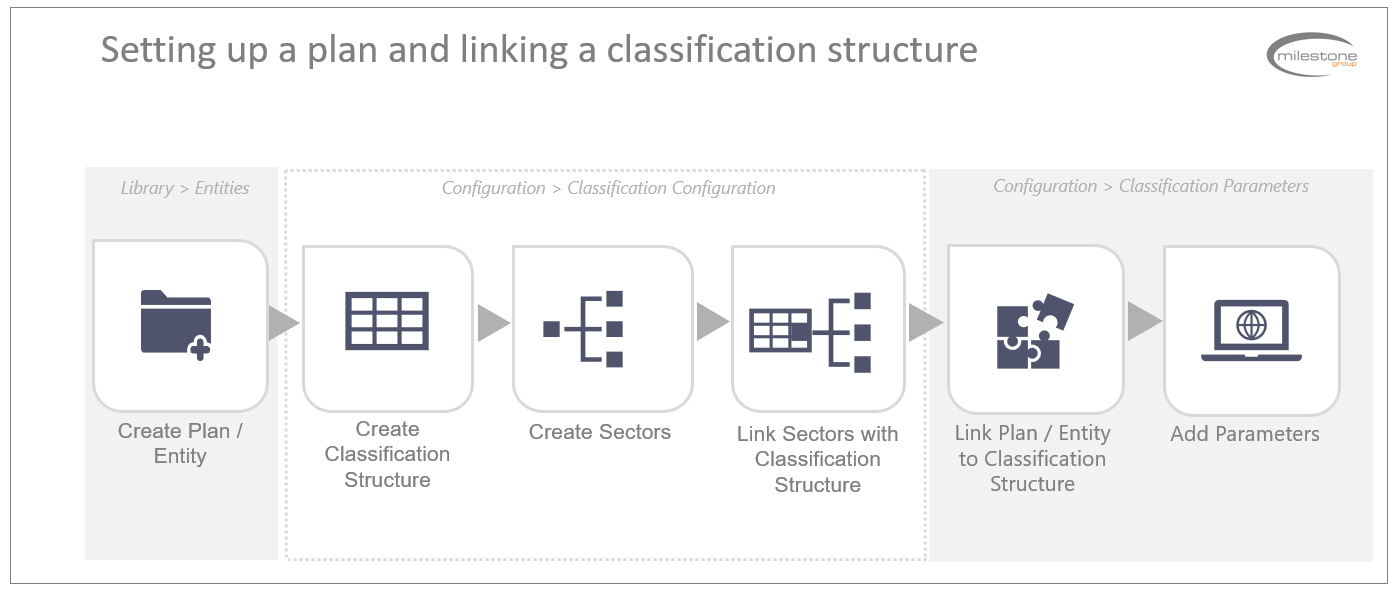 Setting up a plan and linking a classification structure
milestone
group
Library > Entities
Configuration > Classification Configuration
Configuration > Classification Parameters
Create Plan /
Entity
Create
Classification
Structure
Create Sectors
Link Sectors with
Classification
Structure
Link Plan / Entity
to Classification
Structure
Add Parameters